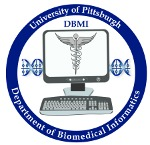 University of Pittsburgh
DBMI
Department of Biomedical Informatics